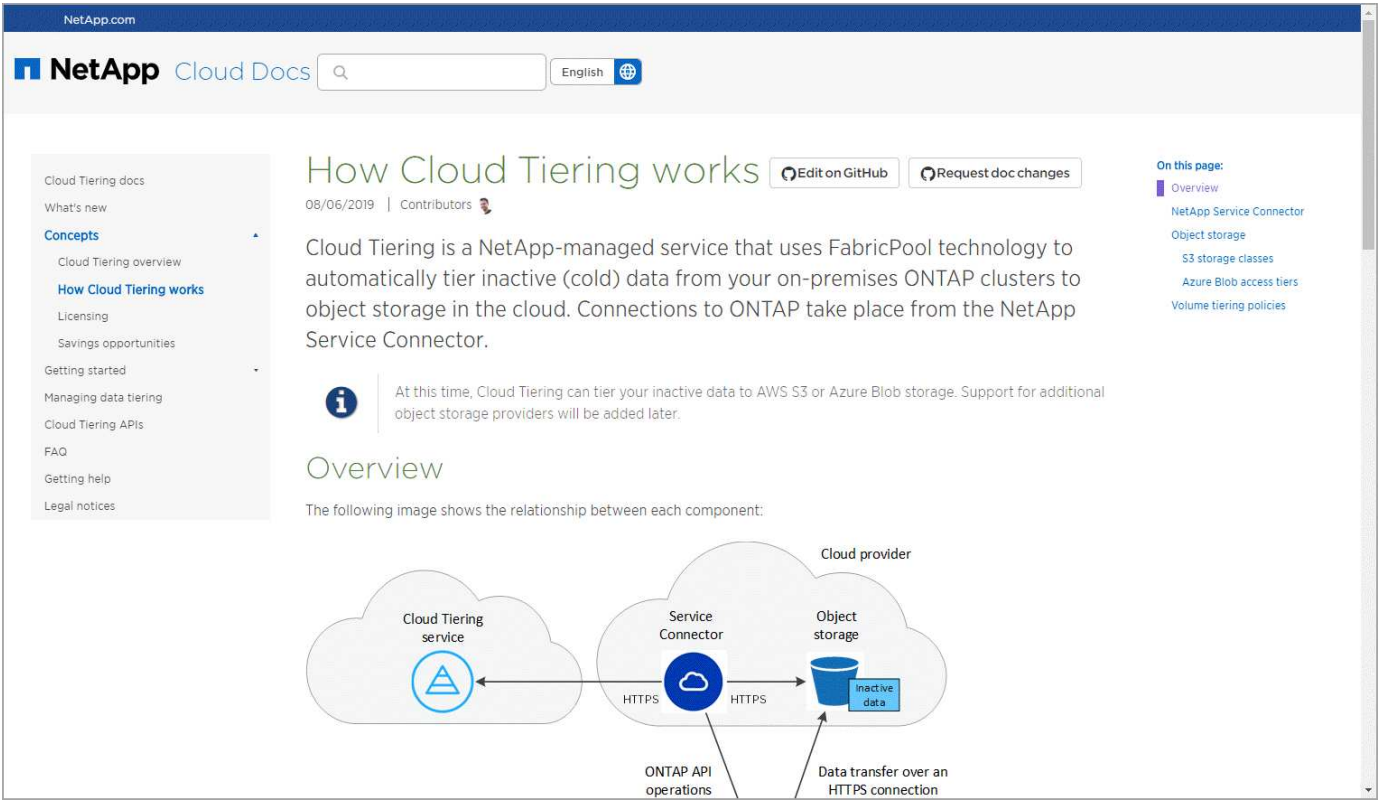 NetApp.com
NetApp Cloud Docs
English
Cloud Tiering docs
What's new
Concepts
Cloud Tiering overview
How Cloud Tiering works
Licensing
Savings opportunities
Getting started
Managing data tiering
Cloud Tiering APIs
FAQ
Getting help
Legal notices
How Cloud Tiering works
Edit on GitHub
Request doc changes
08/06/2019 | Contributors
Cloud Tiering is a NetApp-managed service that uses FabricPool technology to
automatically tier inactive (cold) data from your on-premises ONTAP clusters to
object storage in the cloud. Connections to ONTAP take place from the NetApp
Service Connector.
At this time, Cloud Tiering can tier your inactive data to AWS S3 or Azure Blob storage. Support for additional
object storage providers will be added later.
Overview
The following image shows the relationship between each component:
Cloud provider
Cloud Tiering
service
Service
Connector
Object
storage
HTTPS
HTTPS
Inactive
data
ONTAP API
operations
Data transfer over an
HTTPS connection
On this page:
Overview
NetApp Service Connector
Object storage
S3 storage classes
Azure Blob access tiers
Volume tiering policies